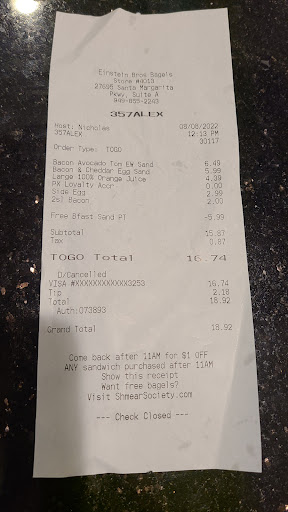 Einstein Bros Bagels
Store #4013
27695 Santa Margarita
Pkwy, Suite A
949-855-2243
357ALEX
Host: Nicholas 08/06/2022
357ALEX 12:13 PM
30117
Order Type: TOGO
Bacon Avocado Tom EW Sand 6.49
Bacon & Cheddar Egg Sand 5.99
Large 100% Orange Juice 4.39
PX Loyalty Accr 0.00
Side Egg 2.99
2sl Bacon 2.00
Free Bfast Sand PT -5.99
Subtotal 15.87
Tax 0.87
TOGO Total 16.74
D/Cancelled
VISA #XXXXXXXXXXXX3253 16.74
Tip 2.18
Total 18.92
Auth:073893
Grand Total 18.92
Come back after 11AM for $1 OFF
ANY sandwich purchased after 11AM
Show this receipt
Want free bagels?
Visit ShmearSociety.com
--- Check Closed ---